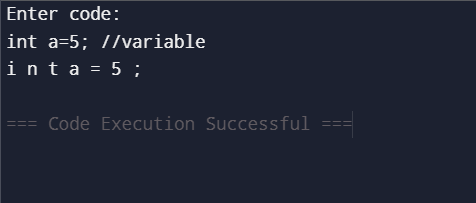 Enter code:
int a=5; //variable
i n t a = 5 ;
=== Code Execution Successful ===